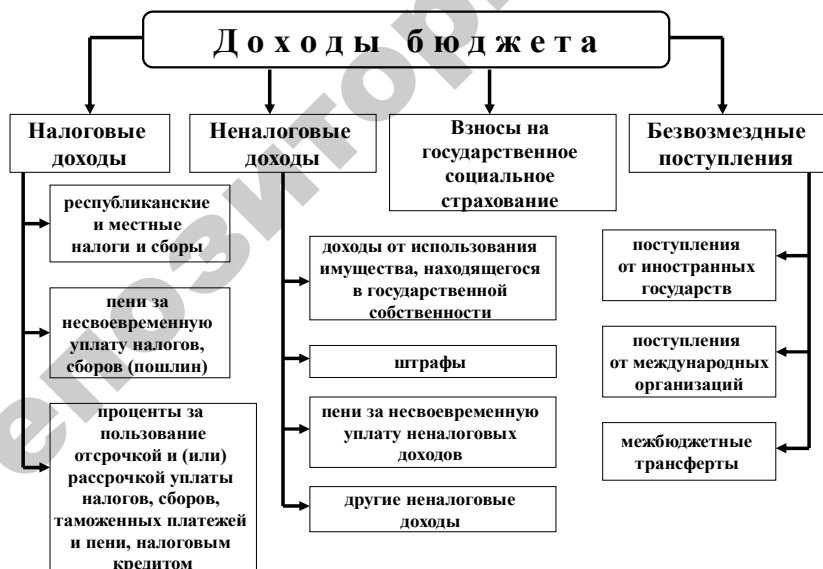 Доходы бюджета
Налоговые
доходы
Неналоговые
доходы
Взносы на
государственное
социальное
страхование
Безвозмездные
поступления
республиканские
и местные
налоги и сборы
пени за
несвоевременную
уплату налогов,
сборов (пошлин)
проценты за
пользование
отсрочкой и (или)
рассрочкой уплаты
налогов, сборов,
таможенных платежей
и пени, налоговым
кредитом
доходы от использования
имущества, находящегося
в государственной
собственности
штрафы
пени за несвоевременную
уплату неналоговых
доходов
другие неналоговые
доходы
поступления
от иностранных
государств
поступления
от международных
организаций
межбюджетные
трансферты